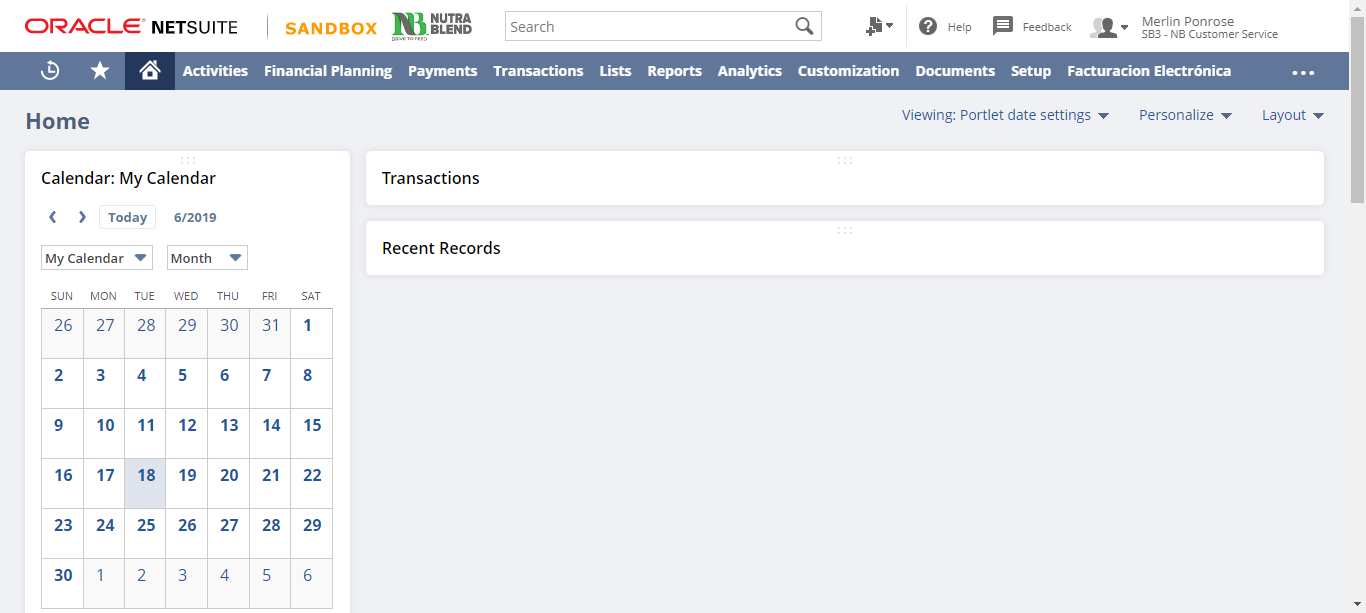 ORACLE NETSUITE SANDBOX NB NUTRA BLEND DRIVE TO FEED
Search
Help Feedback Merlin Ponrose
SB3 - NB Customer Service
Activities Financial Planning Payments Transactions Lists Reports Analytics Customization Documents Setup Facturacion Electrónica
Home
Viewing: Portlet date settings Personalize Layout
Calendar: My Calendar
Today 6/2019
My Calendar Month
SUN MON TUE WED THU FRI SAT
26 27 28 29 30 31 1
2 3 4 5 6 7 8
9 10 11 12 13 14 15
16 17 18 19 20 21 22
23 24 25 26 27 28 29
30 1 2 3 4 5 6
Transactions
Recent Records